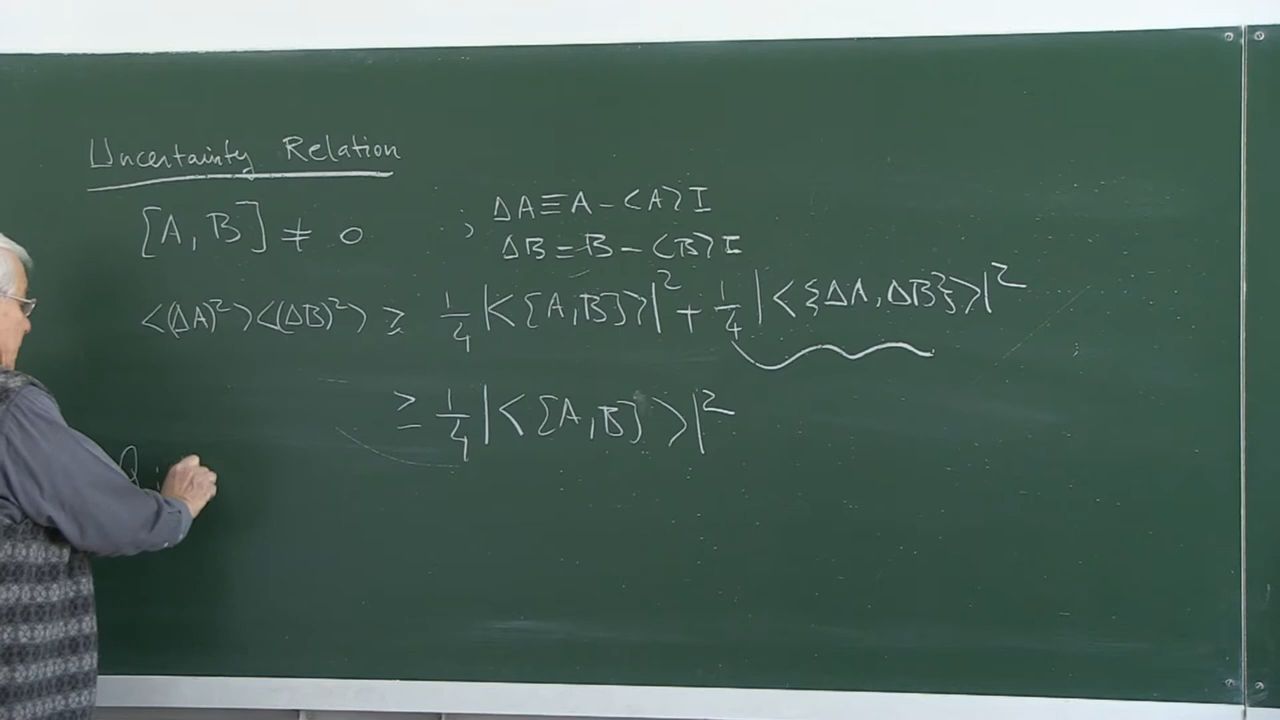 Uncertainty Relation
[A, B] ≠ 0 , ΔA ≡ A - <A> I
ΔB = B - <B> I
<(ΔA)²><(ΔB)²> ≥ 1/4 |<[A,B]>|² + 1/4 |<{ΔA, ΔB}>|²
≥ 1/4 |<[A,B]>|²